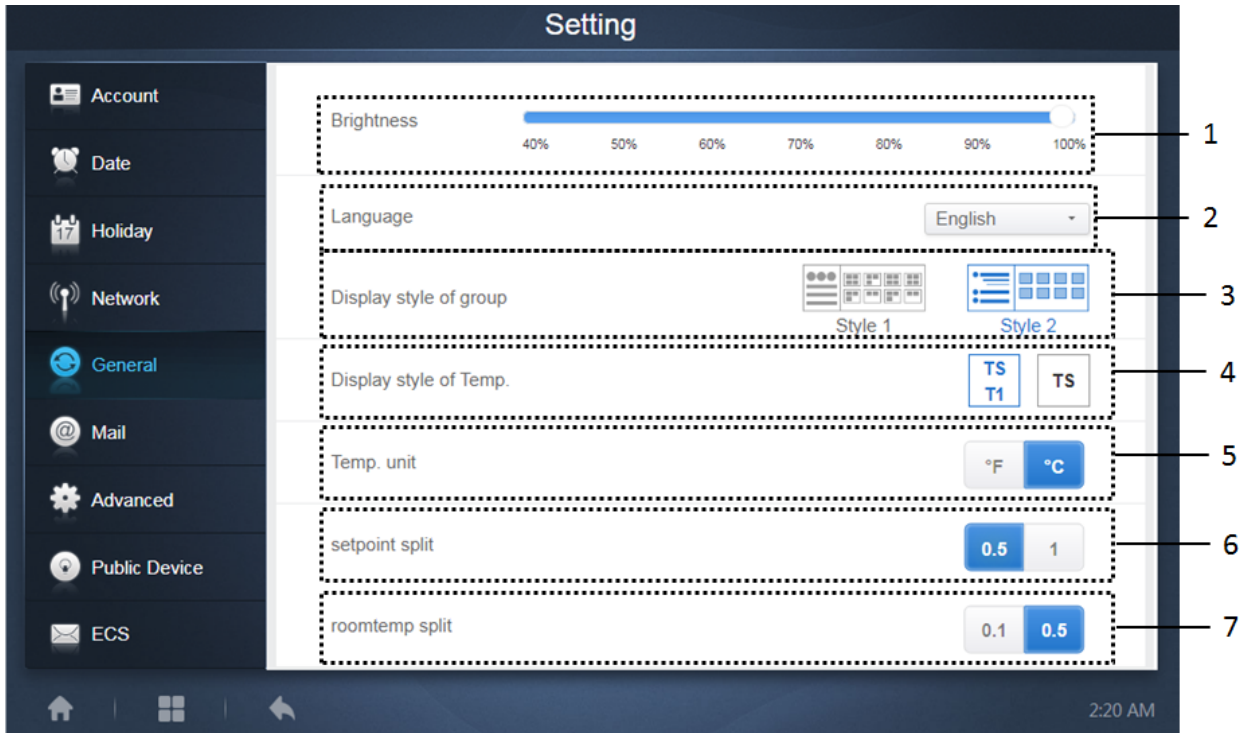 Setting
Account
Date
17
Holiday
Network
General
@
Mail
Advanced
Public Device
ECS
Brightness
40% 50% 60% 70% 80% 90% 100%
1
Language English
2
Display style of group
Style 1 Style 2
3
Display style of Temp.
TS
T1
TS
4
Temp. unit °F °C
5
setpoint split 0.5 1
6
roomtemp split 0.1 0.5
7
2:20 AM